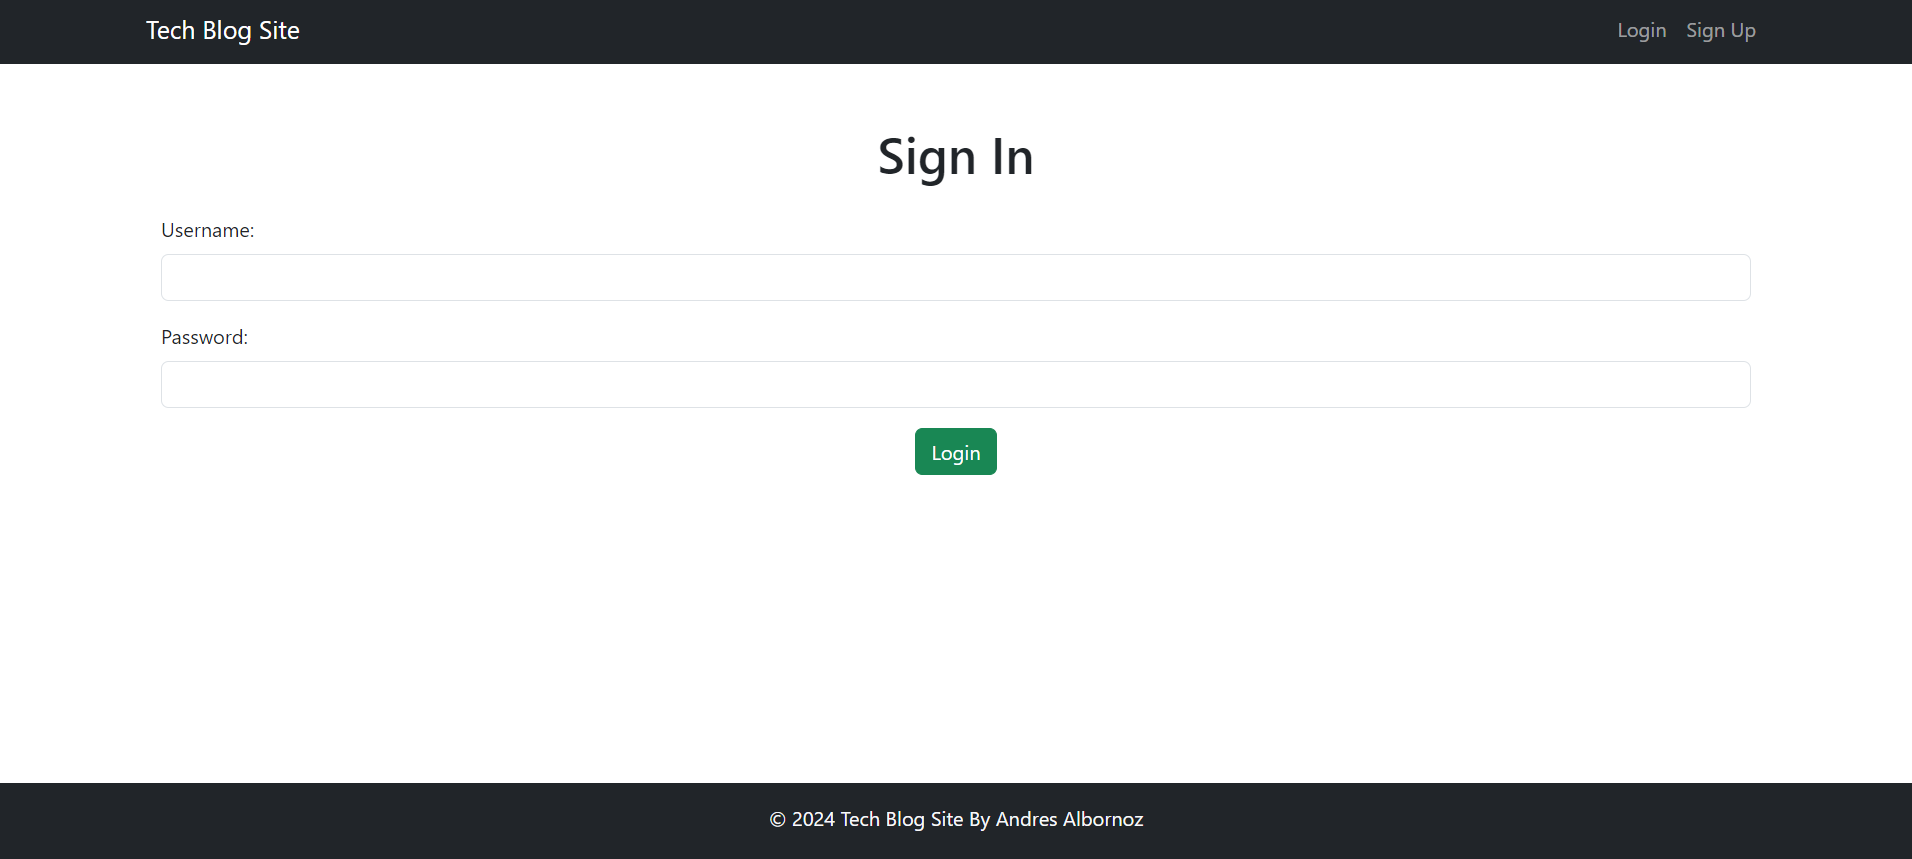 Tech Blog Site
Login Sign Up
Sign In
Username:
Password:
Login
© 2024 Tech Blog Site By Andres Albornoz